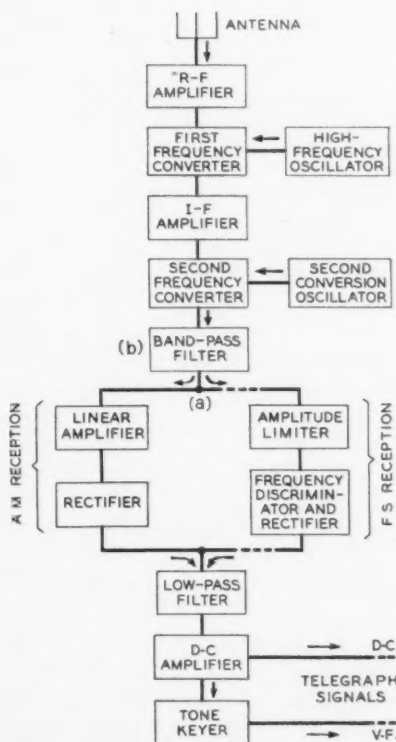 ANTENNA
R-F
AMPLIFIER
FIRST
FREQUENCY
CONVERTER
HIGH-
FREQUENCY
OSCILLATOR
I-F
AMPLIFIER
SECOND
FREQUENCY
CONVERTER
SECOND
CONVERSION
OSCILLATOR
(b)
BAND-PASS
FILTER
(a)
AM RECEPTION
LINEAR
AMPLIFIER
RECTIFIER
AMPLITUDE
LIMITER
FREQUENCY
DISCRIMIN-
ATOR AND
RECTIFIER
FS RECEPTION
LOW-PASS
FILTER
D-C
AMPLIFIER
D-C
TELEGRAPH
SIGNALS
TONE
KEYER
V-F